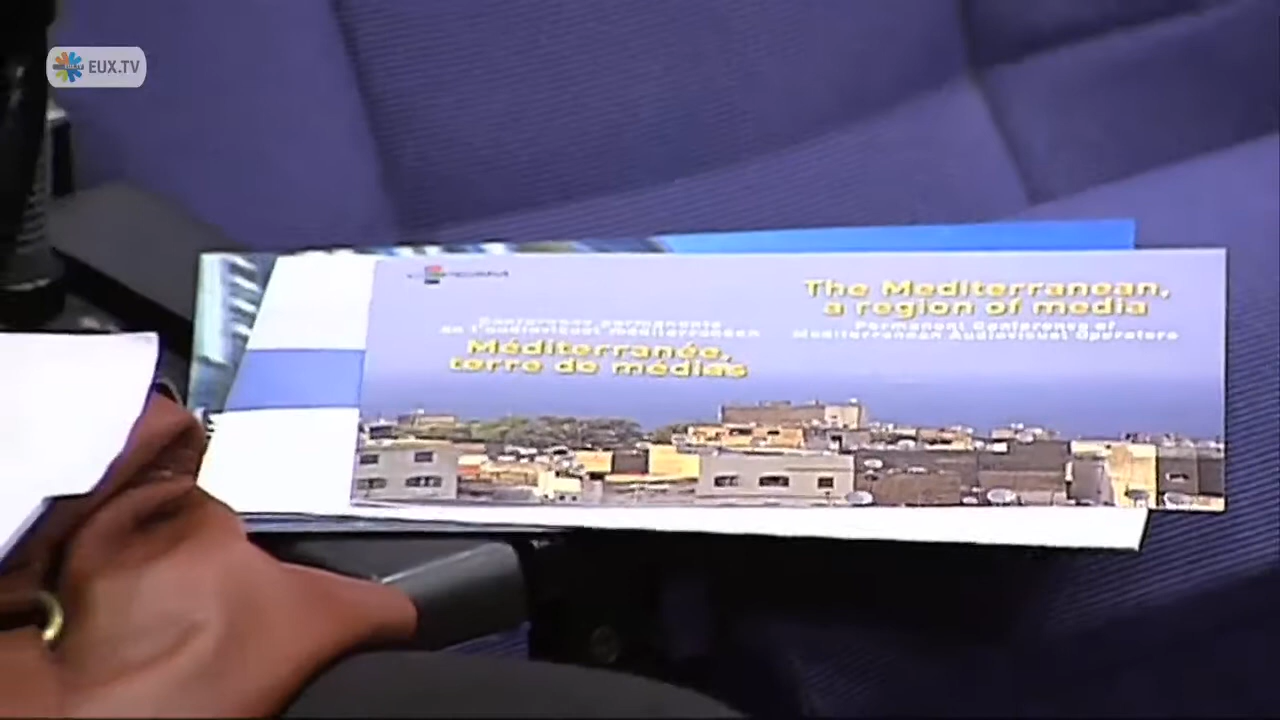 EUX.TV
The Mediterranean,
a region of media
Permanent Conference of
Mediterranean Audiovisual Operators
Conférence permanente
de l'audiovisuel méditerranéen
Méditerranée,
terre de médias